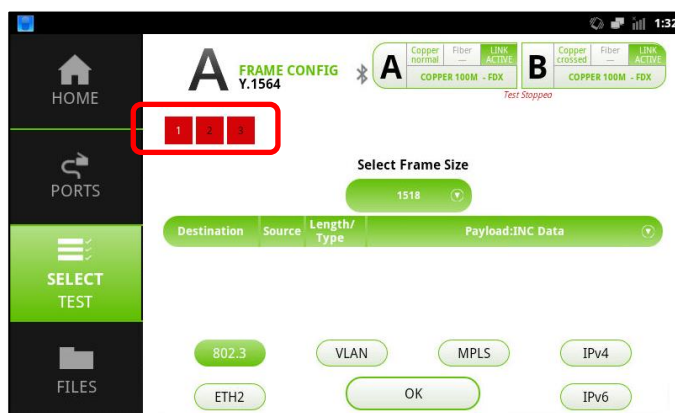 1:32
HOME
PORTS
SELECT
TEST
FILES
A FRAME CONFIG
Y.1564
A
Copper
normal
Fiber
—
LINK
ACTIVE
COPPER 100M - FDX
B
Copper
crossed
Fiber
—
LINK
ACTIVE
COPPER 100M - FDX
Test Stopped
1 2 3
Select Frame Size
1518
Destination Source Length/
Type
Payload:INC Data
802.3 VLAN MPLS IPv4
ETH2 OK IPv6